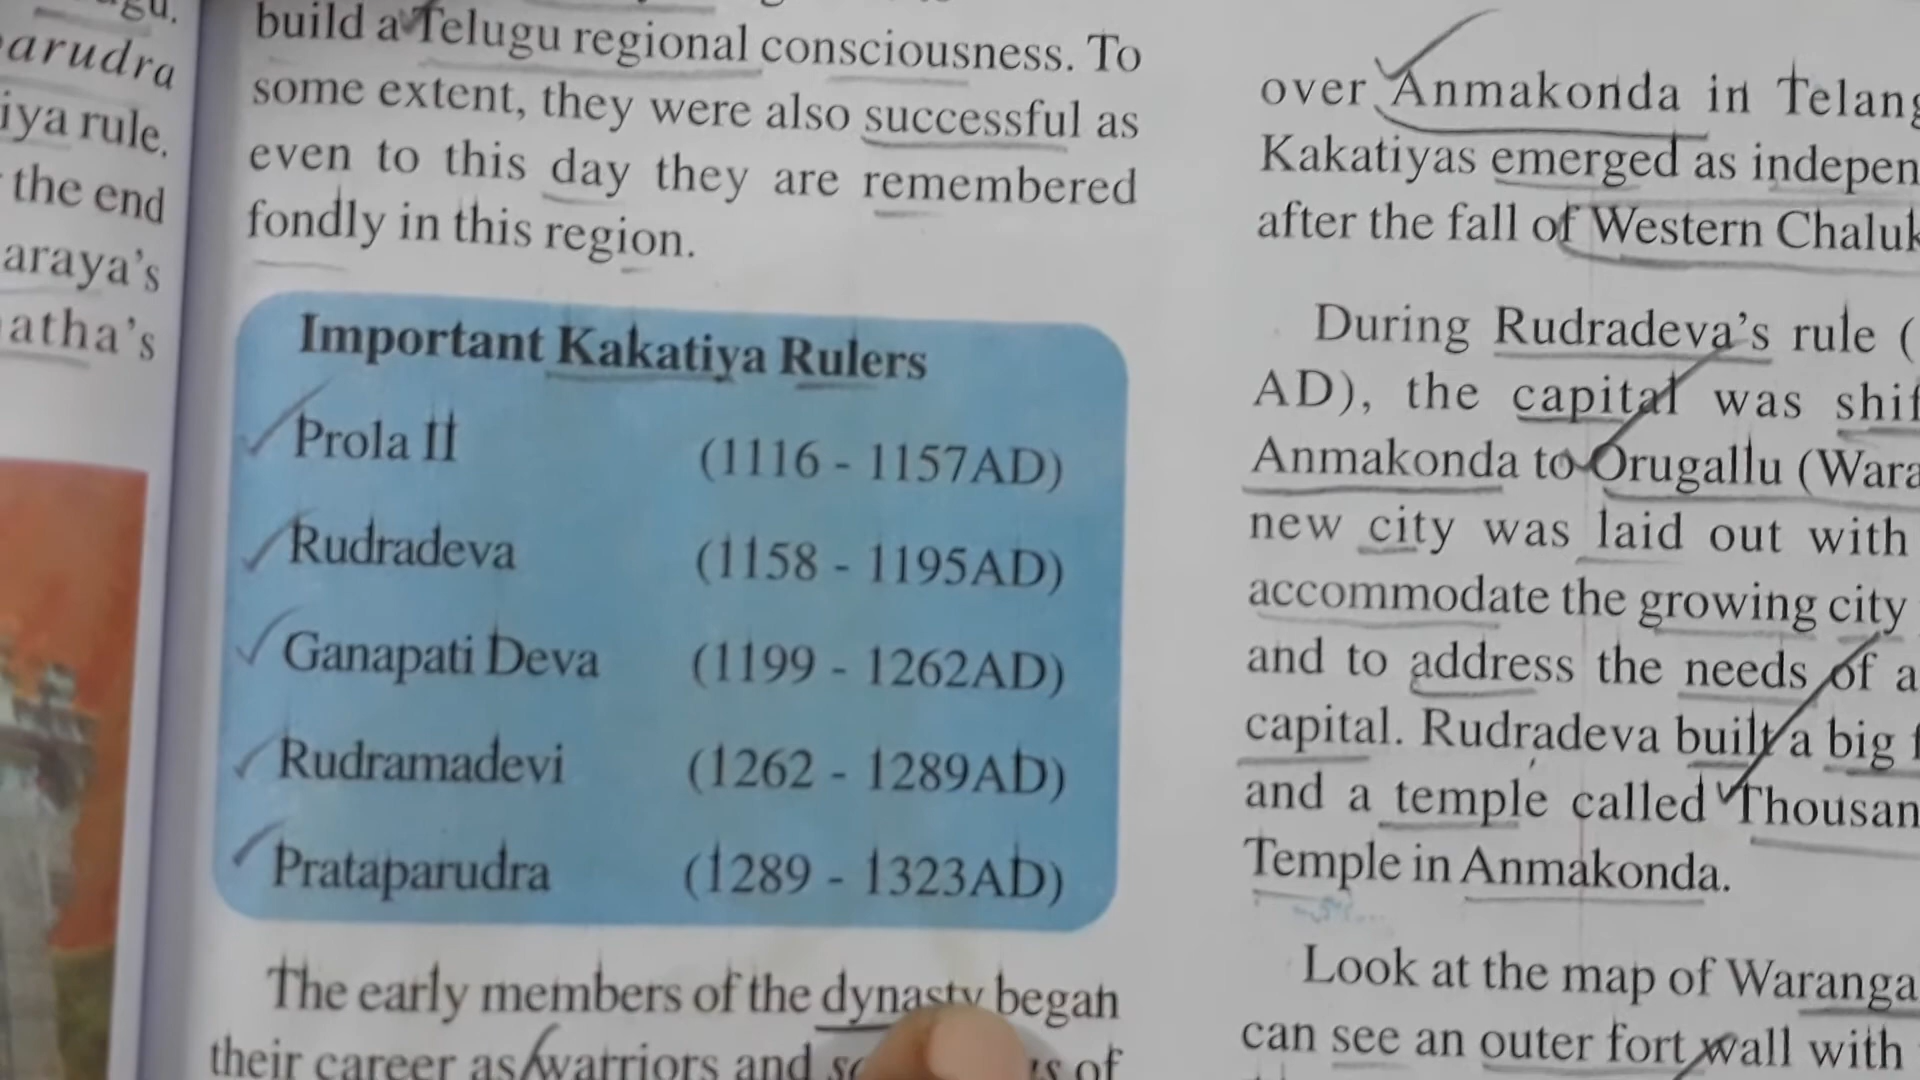 arudra
iya rule.
the end
araya's
atha's
build a Telugu regional consciousness. To
some extent, they were also successful as
even to this day they are remembered
fondly in this region.
Important Kakatiya Rulers
Prola II (1116 - 1157AD)
Rudradeva (1158 - 1195AD)
Ganapati Deva (1199 - 1262AD)
Rudramadevi (1262 - 1289AD)
Prataparudra (1289 - 1323AD)
The early members of the dynasty began
their career as warriors and of
over Anmakonda in Telang
Kakatiyas emerged as indepen
after the fall of Western Chaluk
During Rudradeva's rule (
AD), the capital was shif
Anmakonda to Orugallu (Wara
new city was laid out with
accommodate the growing city
and to address the needs of a
capital. Rudradeva built a big f
and a temple called Thousan
Temple in Anmakonda.
Look at the map of Waranga
can see an outer fort wall with